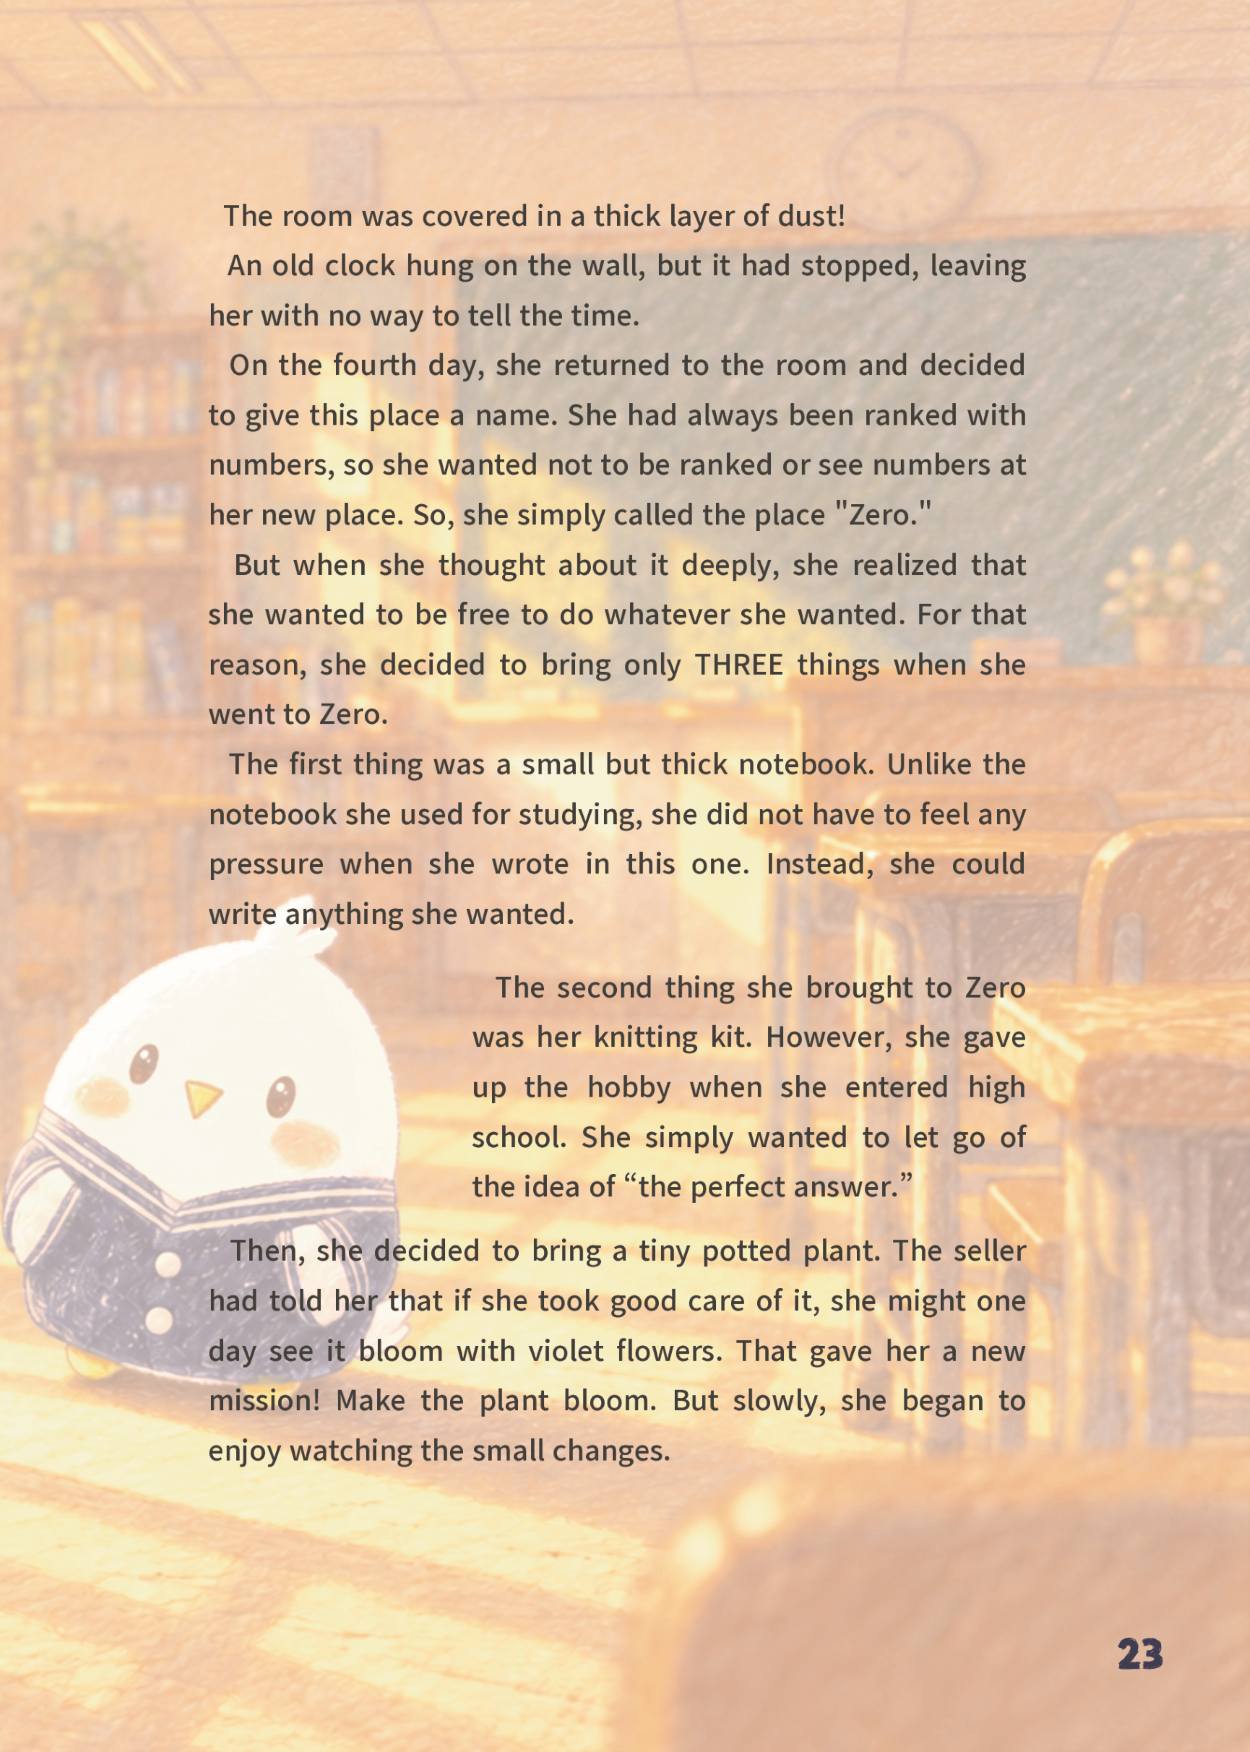 The room was covered in a thick layer of dust!
An old clock hung on the wall, but it had stopped, leaving
her with no way to tell the time.
On the fourth day, she returned to the room and decided
to give this place a name. She had always been ranked with
numbers, so she wanted not to be ranked or see numbers at
her new place. So, she simply called the place "Zero."
But when she thought about it deeply, she realized that
she wanted to be free to do whatever she wanted. For that
reason, she decided to bring only THREE things when she
went to Zero.
The first thing was a small but thick notebook. Unlike the
notebook she used for studying, she did not have to feel any
pressure when she wrote in this one. Instead, she could
write anything she wanted.
The second thing she brought to Zero
was her knitting kit. However, she gave
up the hobby when she entered high
school. She simply wanted to let go of
the idea of “the perfect answer.”
Then, she decided to bring a tiny potted plant. The seller
had told her that if she took good care of it, she might one
day see it bloom with violet flowers. That gave her a new
mission! Make the plant bloom. But slowly, she began to
enjoy watching the small changes.
23